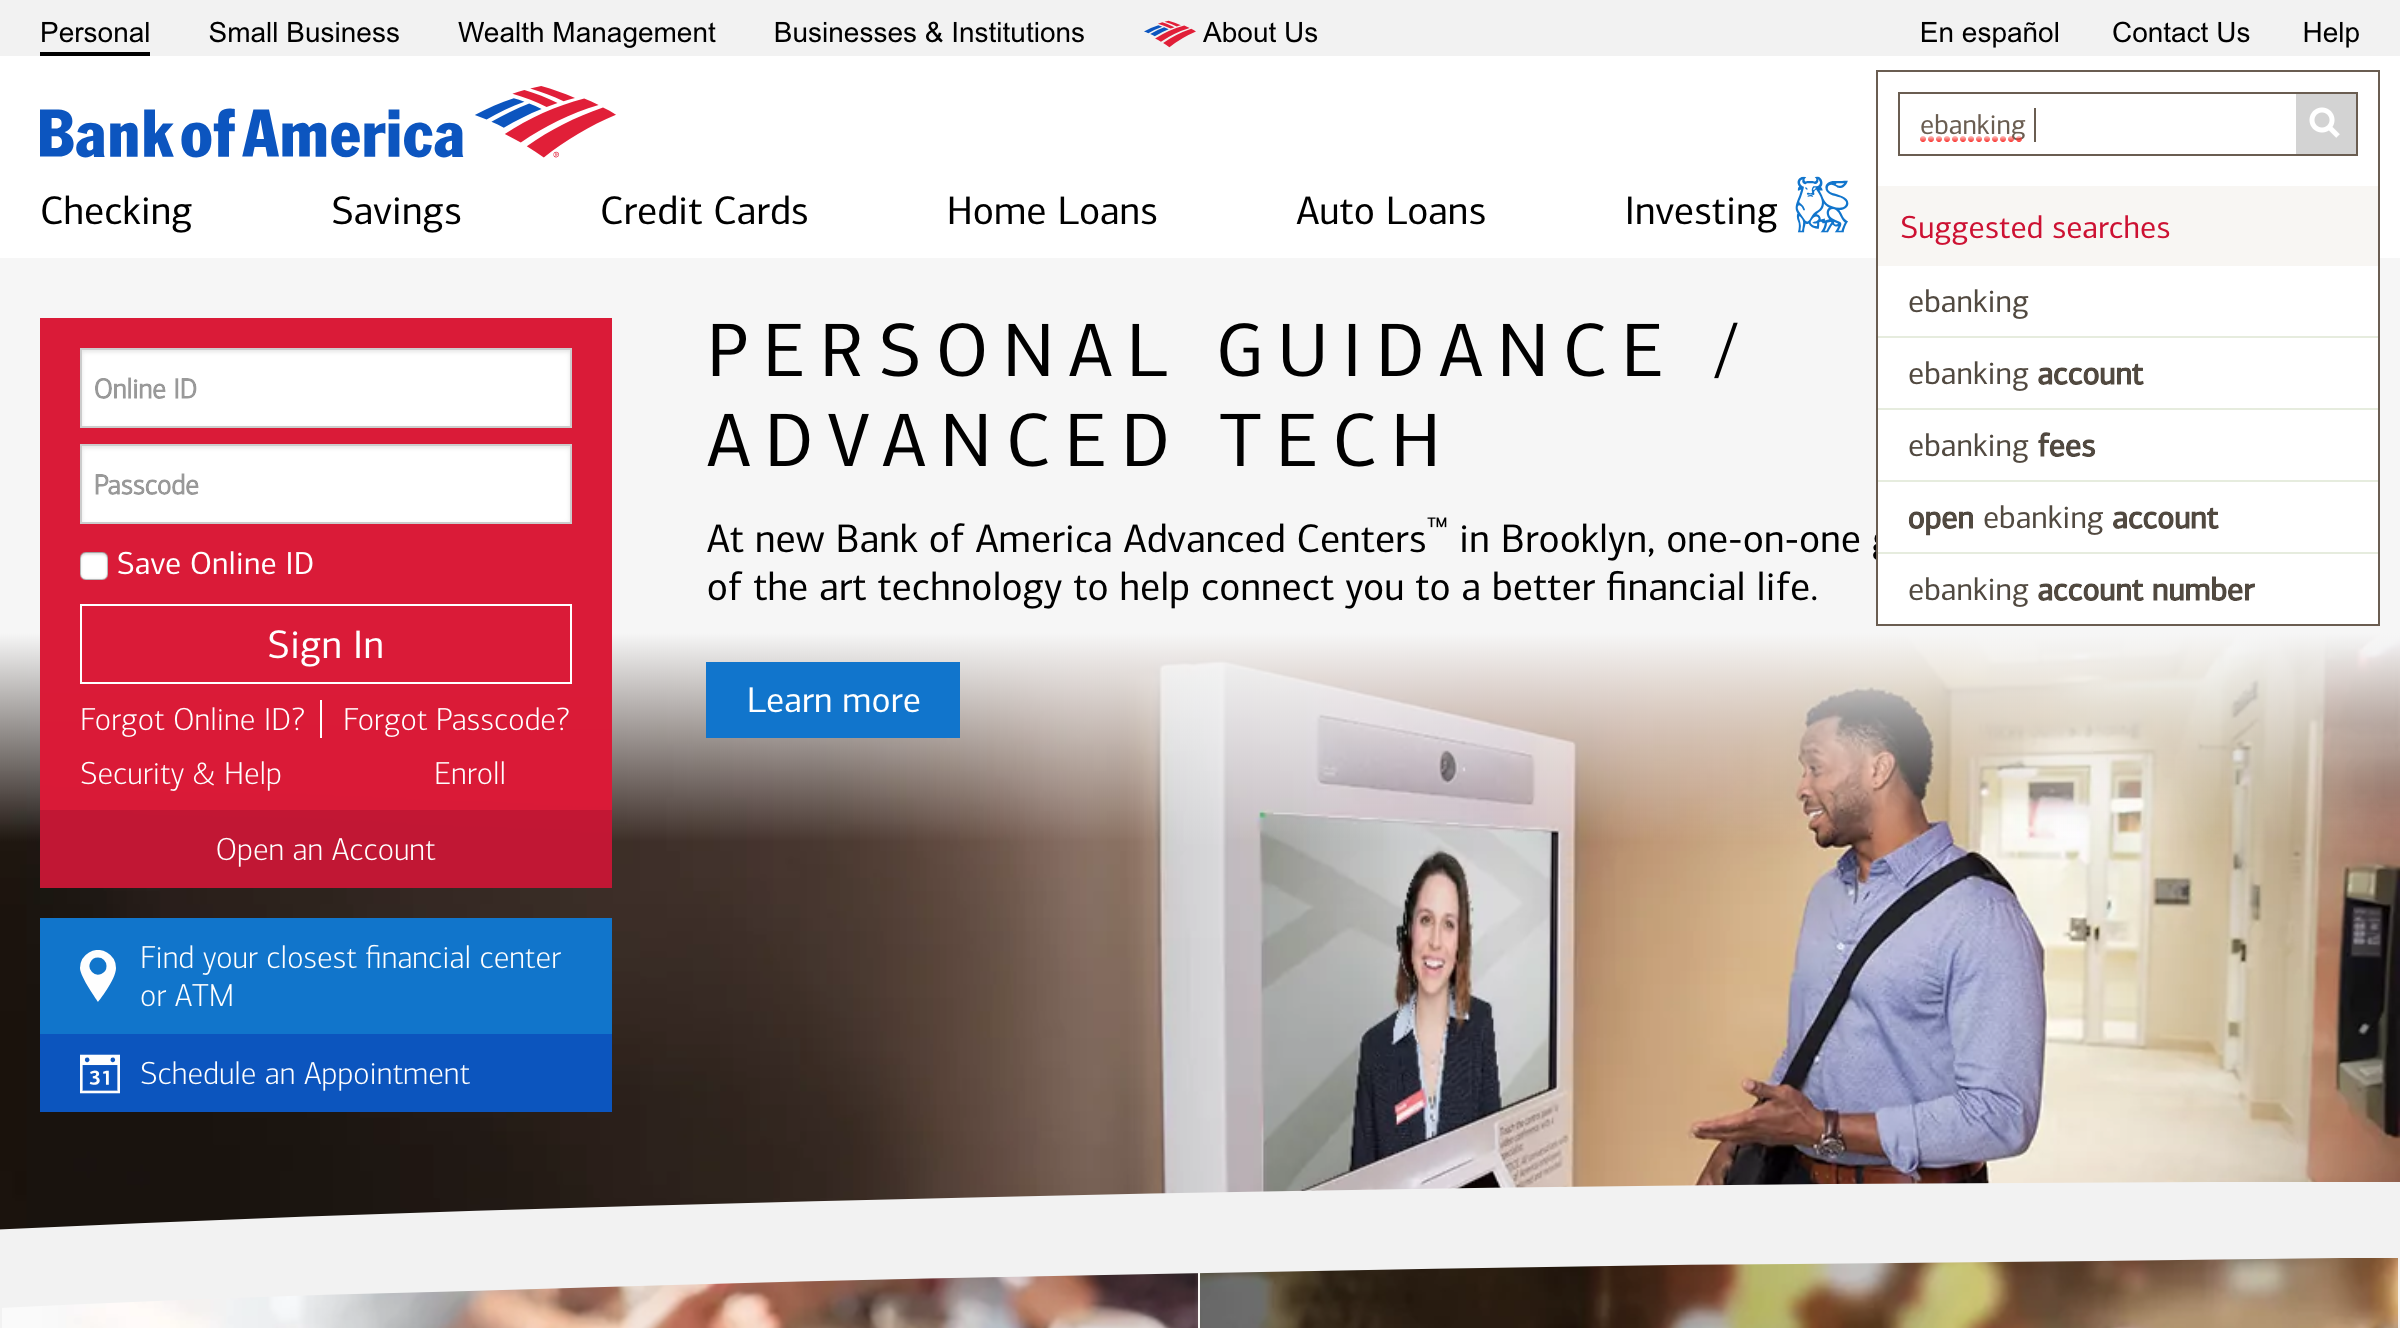 Personal Small Business Wealth Management Businesses & Institutions About Us En español Contact Us Help
Bank of America
ebanking
Checking Savings Credit Cards Home Loans Auto Loans Investing
Suggested searches
ebanking
ebanking account
ebanking fees
open ebanking account
ebanking account number
Online ID
Passcode
Save Online ID
Sign In
Forgot Online ID? Forgot Passcode?
Security & Help Enroll
Open an Account
Find your closest financial center
or ATM
31
Schedule an Appointment
PERSONAL GUIDANCE /
ADVANCED TECH
At new Bank of America Advanced Centers™ in Brooklyn, one-on-one
of the art technology to help connect you to a better financial life.
Learn more